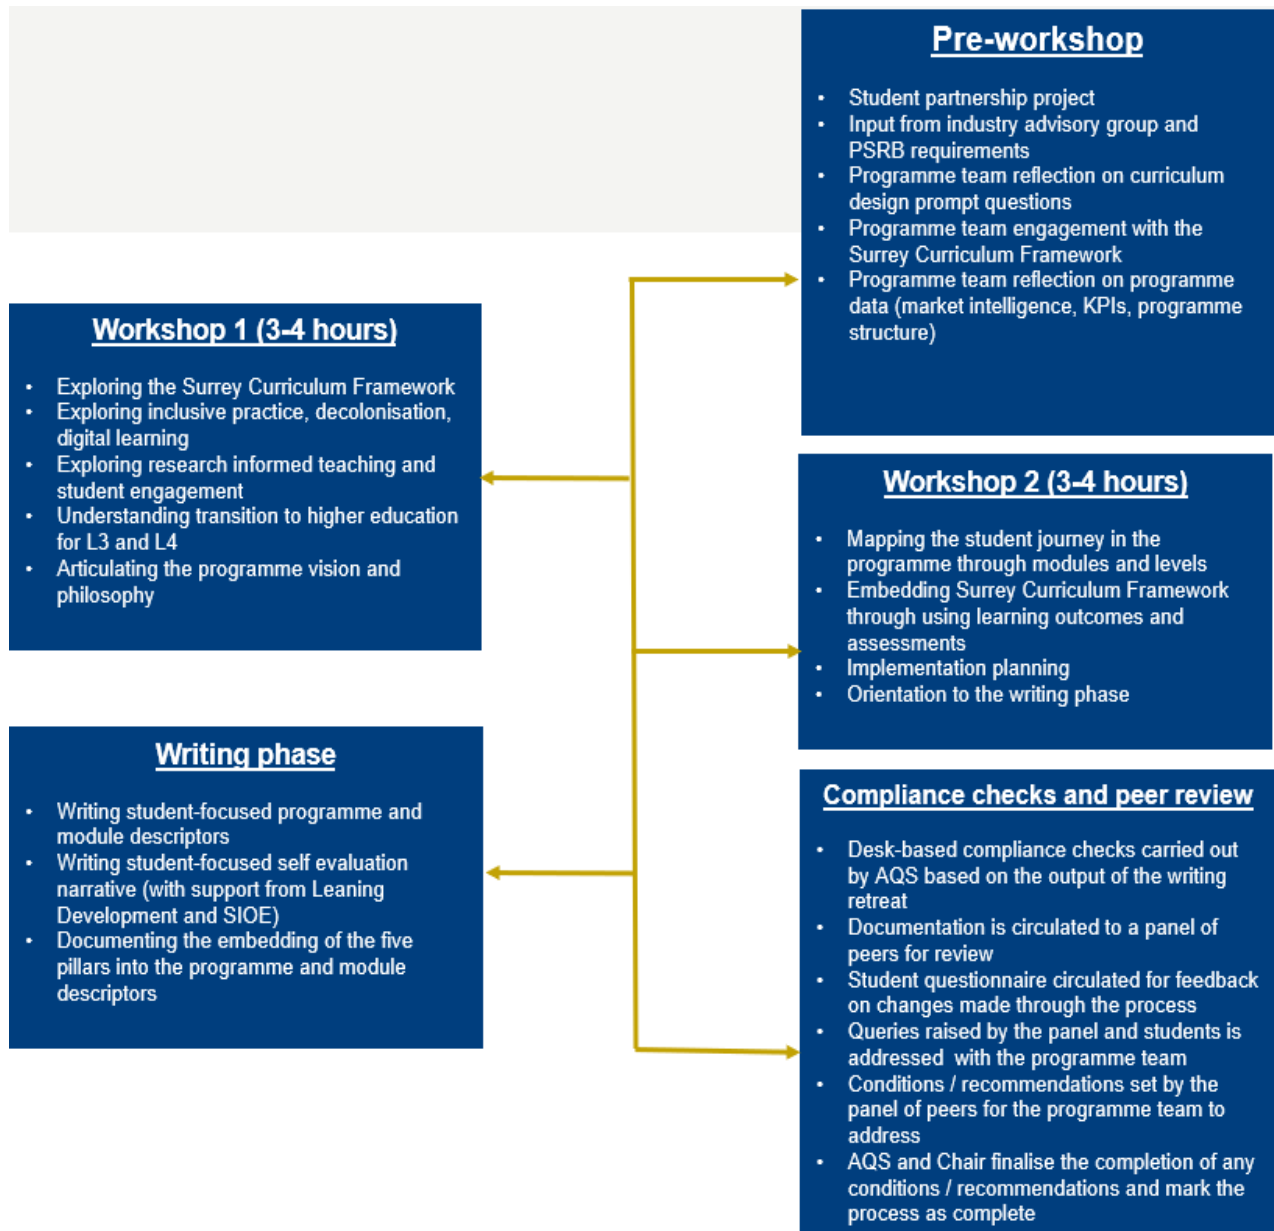 Pre-workshop
• Student partnership project
• Input from industry advisory group and
PSRB requirements
• Programme team reflection on curriculum
design prompt questions
• Programme team engagement with the
Surrey Curriculum Framework
• Programme team reflection on programme
data (market intelligence, KPIs, programme
structure)
Workshop 1 (3-4 hours)
• Exploring the Surrey Curriculum Framework
• Exploring inclusive practice, decolonisation,
digital learning
• Exploring research informed teaching and
student engagement
• Understanding transition to higher education
for L3 and L4
• Articulating the programme vision and
philosophy
Workshop 2 (3-4 hours)
• Mapping the student journey in the
programme through modules and levels
• Embedding Surrey Curriculum Framework
through using learning outcomes and
assessments
• Implementation planning
• Orientation to the writing phase
Writing phase
• Writing student-focused programme and
module descriptors
• Writing student-focused self evaluation
narrative (with support from Leaning
Development and SIOE)
• Documenting the embedding of the five
pillars into the programme and module
descriptors
Compliance checks and peer review
• Desk-based compliance checks carried out
by AQS based on the output of the writing
retreat
• Documentation is circulated to a panel of
peers for review
• Student questionnaire circulated for feedback
on changes made through the process
• Queries raised by the panel and students is
addressed with the programme team
• Conditions / recommendations set by the
panel of peers for the programme team to
address
• AQS and Chair finalise the completion of any
conditions / recommendations and mark the
process as complete